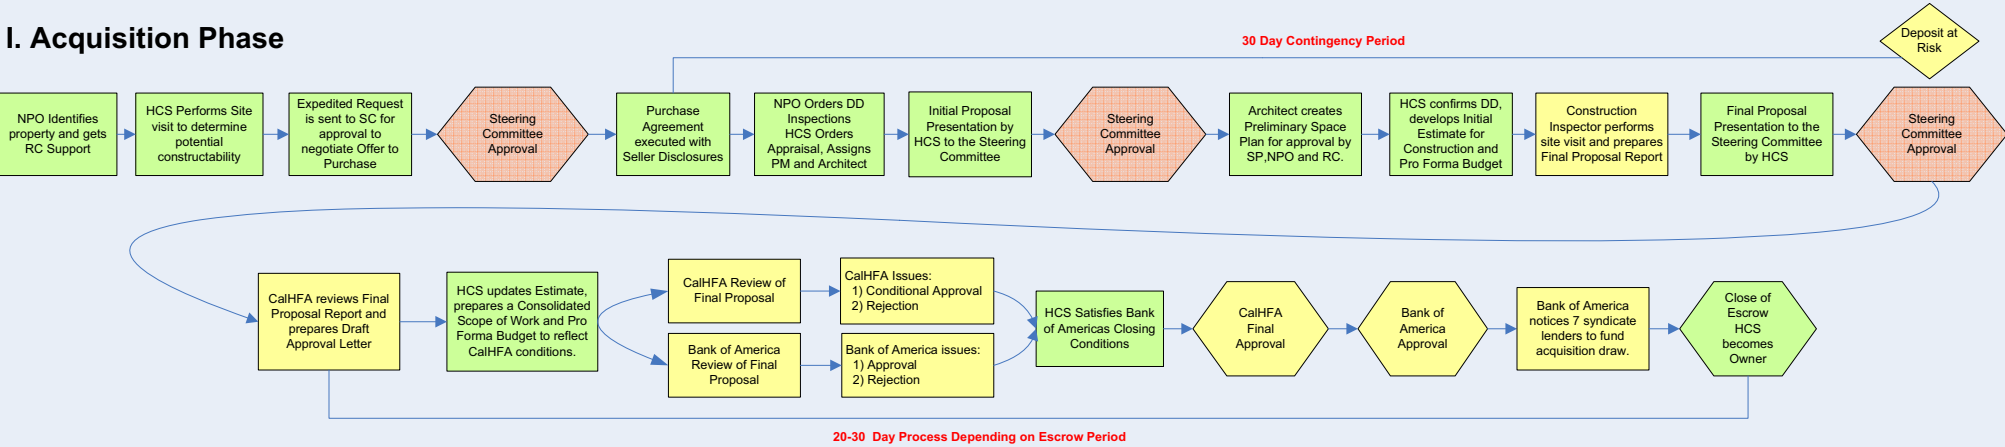 I. Acquisition Phase
30 Day Contingency Period
Deposit at
Risk
NPO Identifies
property and gets
RC Support
HCS Performs Site
visit to determine
potential
constructability
Expedited Request
is sent to SC for
approval to
negotiate Offer to
Purchase
Steering
Committee
Approval
Purchase
Agreement
executed with
Seller Disclosures
NPO Orders DD
Inspections
HCS Orders
Appraisal, Assigns
PM and Architect
Initial Proposal
Presentation by
HCS to the Steering
Committee
Steering
Committee
Approval
Architect creates
Preliminary Space
Plan for approval by
SP,NPO and RC.
HCS confirms DD,
develops Initial
Estimate for
Construction and
Pro Forma Budget
Construction
Inspector performs
site visit and prepares
Final Proposal Report
Final Proposal
Presentation to the
Steering Committee
by HCS
Steering
Committee
Approval
CalHFA reviews Final
Proposal Report and
prepares Draft
Approval Letter
HCS updates Estimate,
prepares a Consolidated
Scope of Work and Pro
Forma Budget to reflect
CalHFA conditions.
CalHFA Review of
Final Proposal
CalHFA Issues:
1) Conditional Approval
2) Rejection
Bank of America
Review of Final
Proposal
Bank of America issues:
1) Approval
2) Rejection
HCS Satisfies Bank
of Americas Closing
Conditions
CalHFA
Final
Approval
Bank of
America
Approval
Bank of America
notices 7 syndicate
lenders to fund
acquisition draw.
Close of
Escrow
HCS
becomes
Owner
20-30 Day Process Depending on Escrow Period